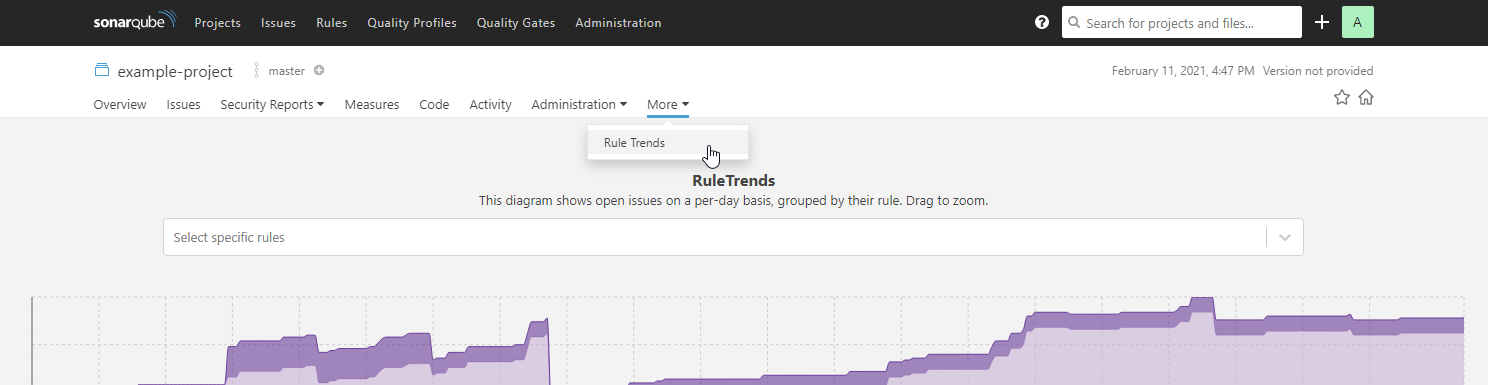 sonarqube Projects Issues Rules Quality Profiles Quality Gates Administration ? Search for projects and files... A
example-project master February 11, 2021, 4:47 PM Version not provided
Overview Issues Security Reports Measures Code Activity Administration More
Rule Trends
RuleTrends
This diagram shows open issues on a per-day basis, grouped by their rule. Drag to zoom.
Select specific rules